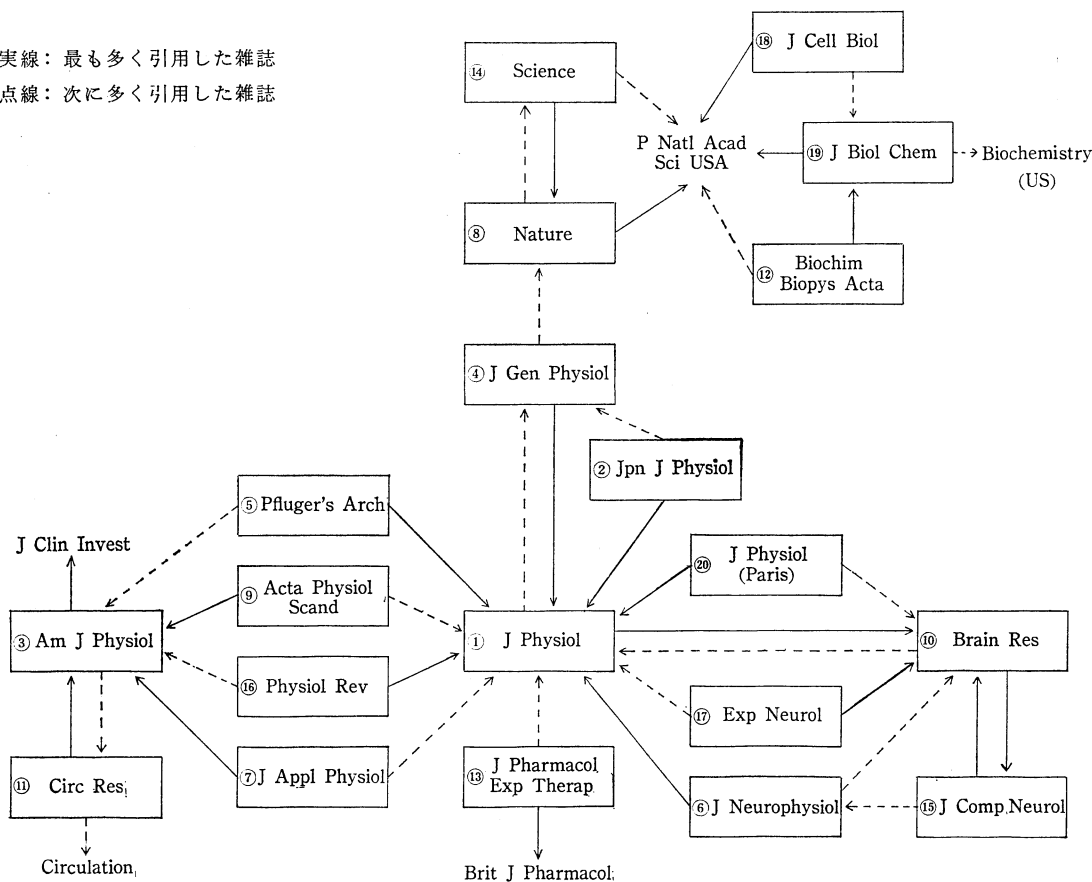 実線：最も多く引用した雑誌
点線：次に多く引用した雑誌
⑱ J Cell Biol
⑭ Science
P Natl Acad
Sci USA
⑲ J Biol Chem
Biochemistry
(US)
⑧ Nature
⑫ Biochim
Biopys Acta
④ J Gen Physiol
② Jpn J Physiol
⑤ Pfluger's Arch
J Clin Invest
⑳ J Physiol
(Paris)
⑨ Acta Physiol
Scand
③ Am J Physiol
① J Physiol
⑩ Brain Res
⑯ Physiol Rev
⑰ Exp Neurol
⑪ Circ Res
⑦ J Appl Physiol
⑬ J Pharmacol
Exp Therap
⑥ J Neurophysiol
⑮ J Comp Neurol
Circulation
Brit J Pharmacol